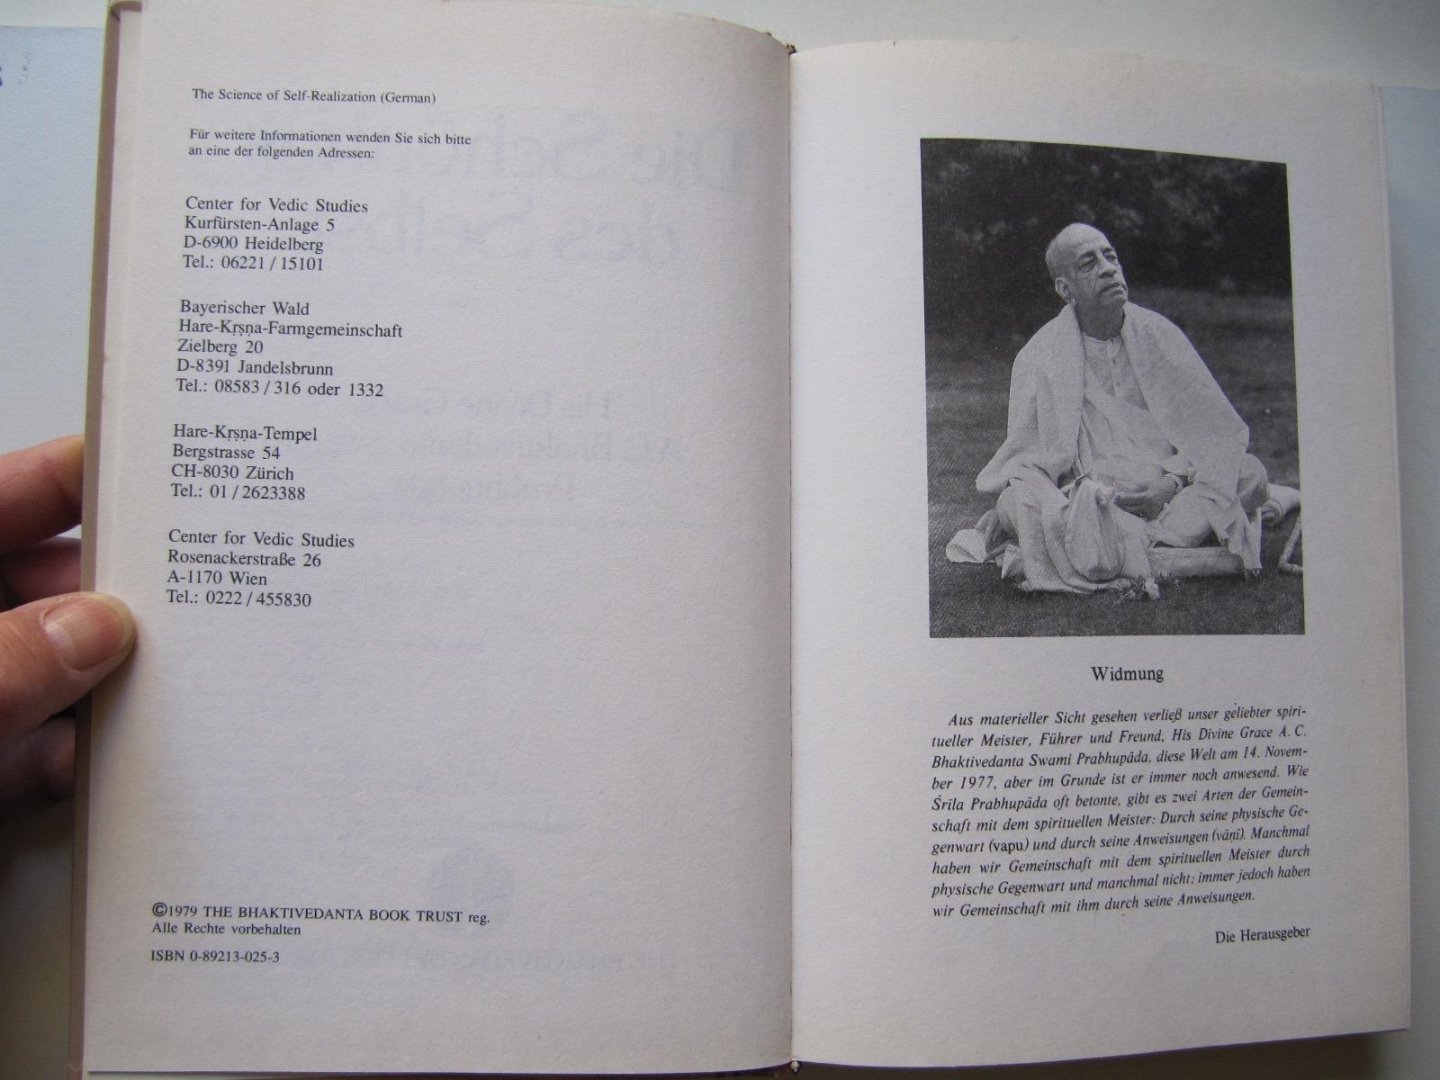 The Science of Self-Realization (German)
Für weitere Informationen wenden Sie sich bitte
an eine der folgenden Adressen:
Center for Vedic Studies
Kurfürsten-Anlage 5
D-6900 Heidelberg
Tel.: 06221 / 15101
Bayerischer Wald
Hare-Kṛṣṇa-Farmgemeinschaft
Zielberg 20
D-8391 Jandelsbrunn
Tel.: 08583 / 316 oder 1332
Hare-Kṛṣṇa-Tempel
Bergstrasse 54
CH-8030 Zürich
Tel.: 01 / 2623388
Center for Vedic Studies
Rosenackerstraße 26
A-1170 Wien
Tel.: 0222 / 455830
©1979 THE BHAKTIVEDANTA BOOK TRUST reg.
Alle Rechte vorbehalten
ISBN 0-89213-025-3
Widmung
Aus materieller Sicht gesehen verließ unser geliebter spiri-
tueller Meister, Führer und Freund, His Divine Grace A. C.
Bhaktivedanta Swami Prabhupāda, diese Welt am 14. Novem-
ber 1977, aber im Grunde ist er immer noch anwesend. Wie
Śrīla Prabhupāda oft betonte, gibt es zwei Arten der Gemein-
schaft mit dem spirituellen Meister: Durch seine physische Ge-
genwart (vapu) und durch seine Anweisungen (vāṇī). Manchmal
haben wir Gemeinschaft mit dem spirituellen Meister durch
physische Gegenwart und manchmal nicht; immer jedoch haben
wir Gemeinschaft mit ihm durch seine Anweisungen.
Die Herausgeber